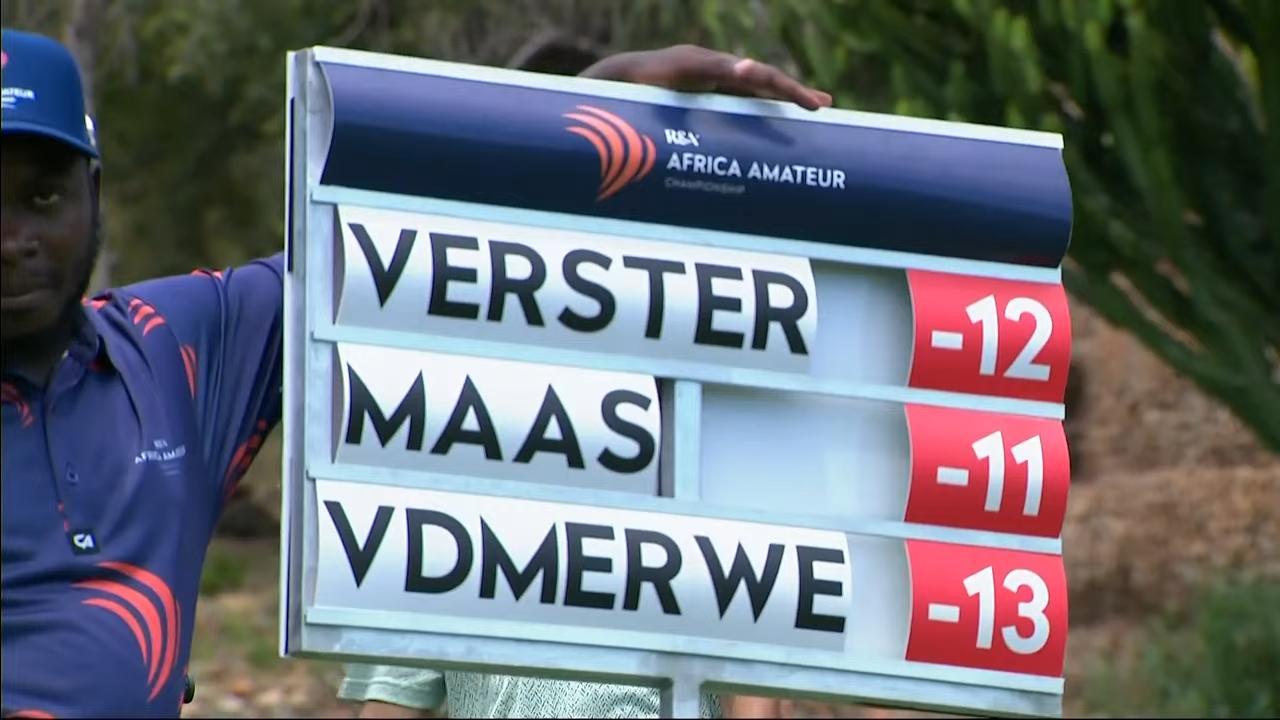 R&A
AFRICA AMATEUR
CHAMPIONSHIP
VERSTER -12
MAAS -11
VDMERWE -13